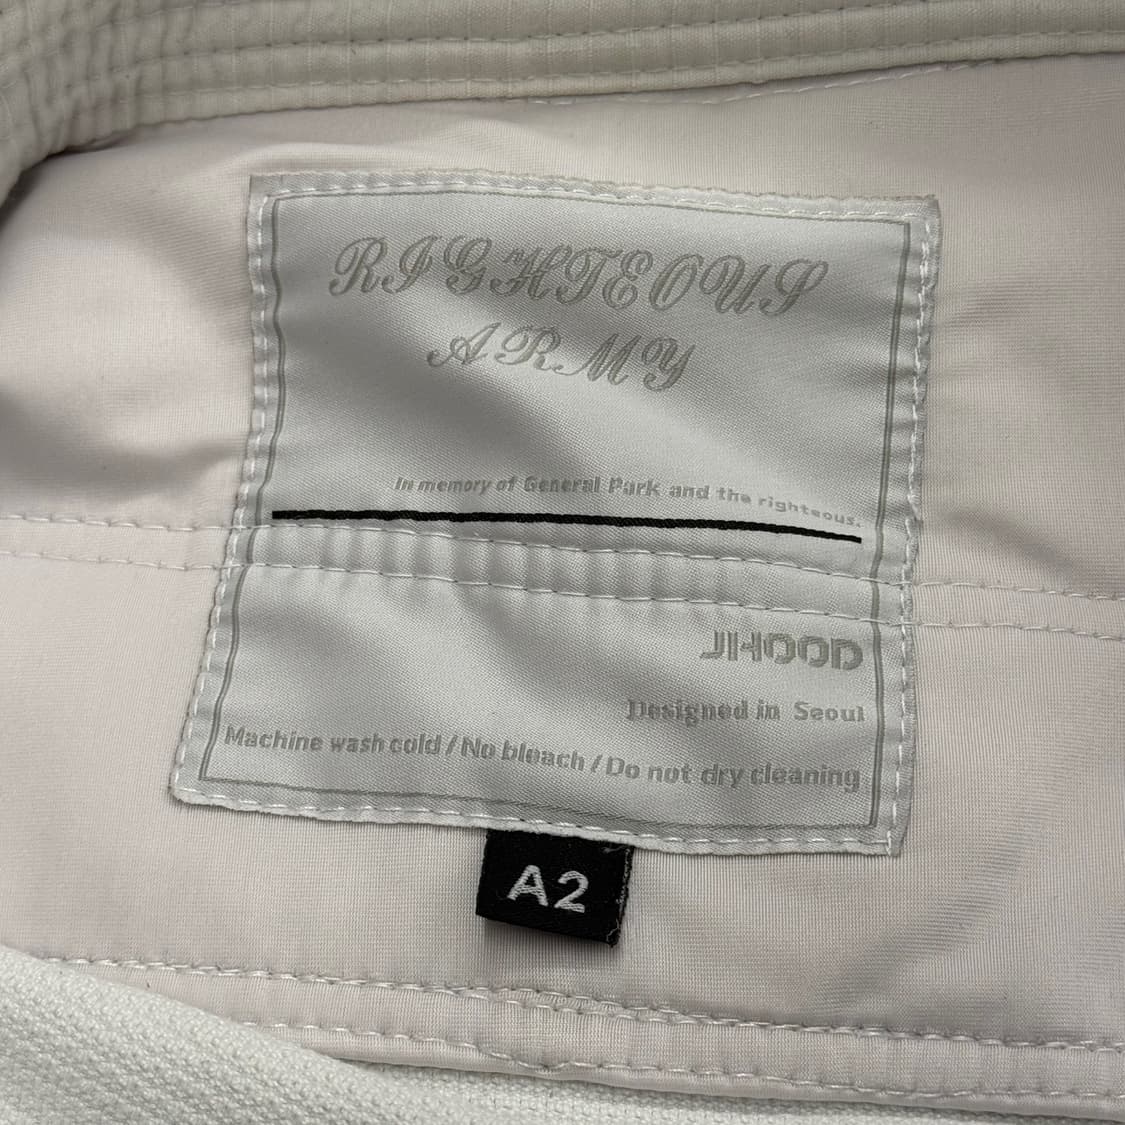 RIGHTEOUS
ARMY
In memory of General Park and the righteous.
JHOOD
Designed in Seoul
Machine wash cold / No bleach / Do not dry cleaning
A2